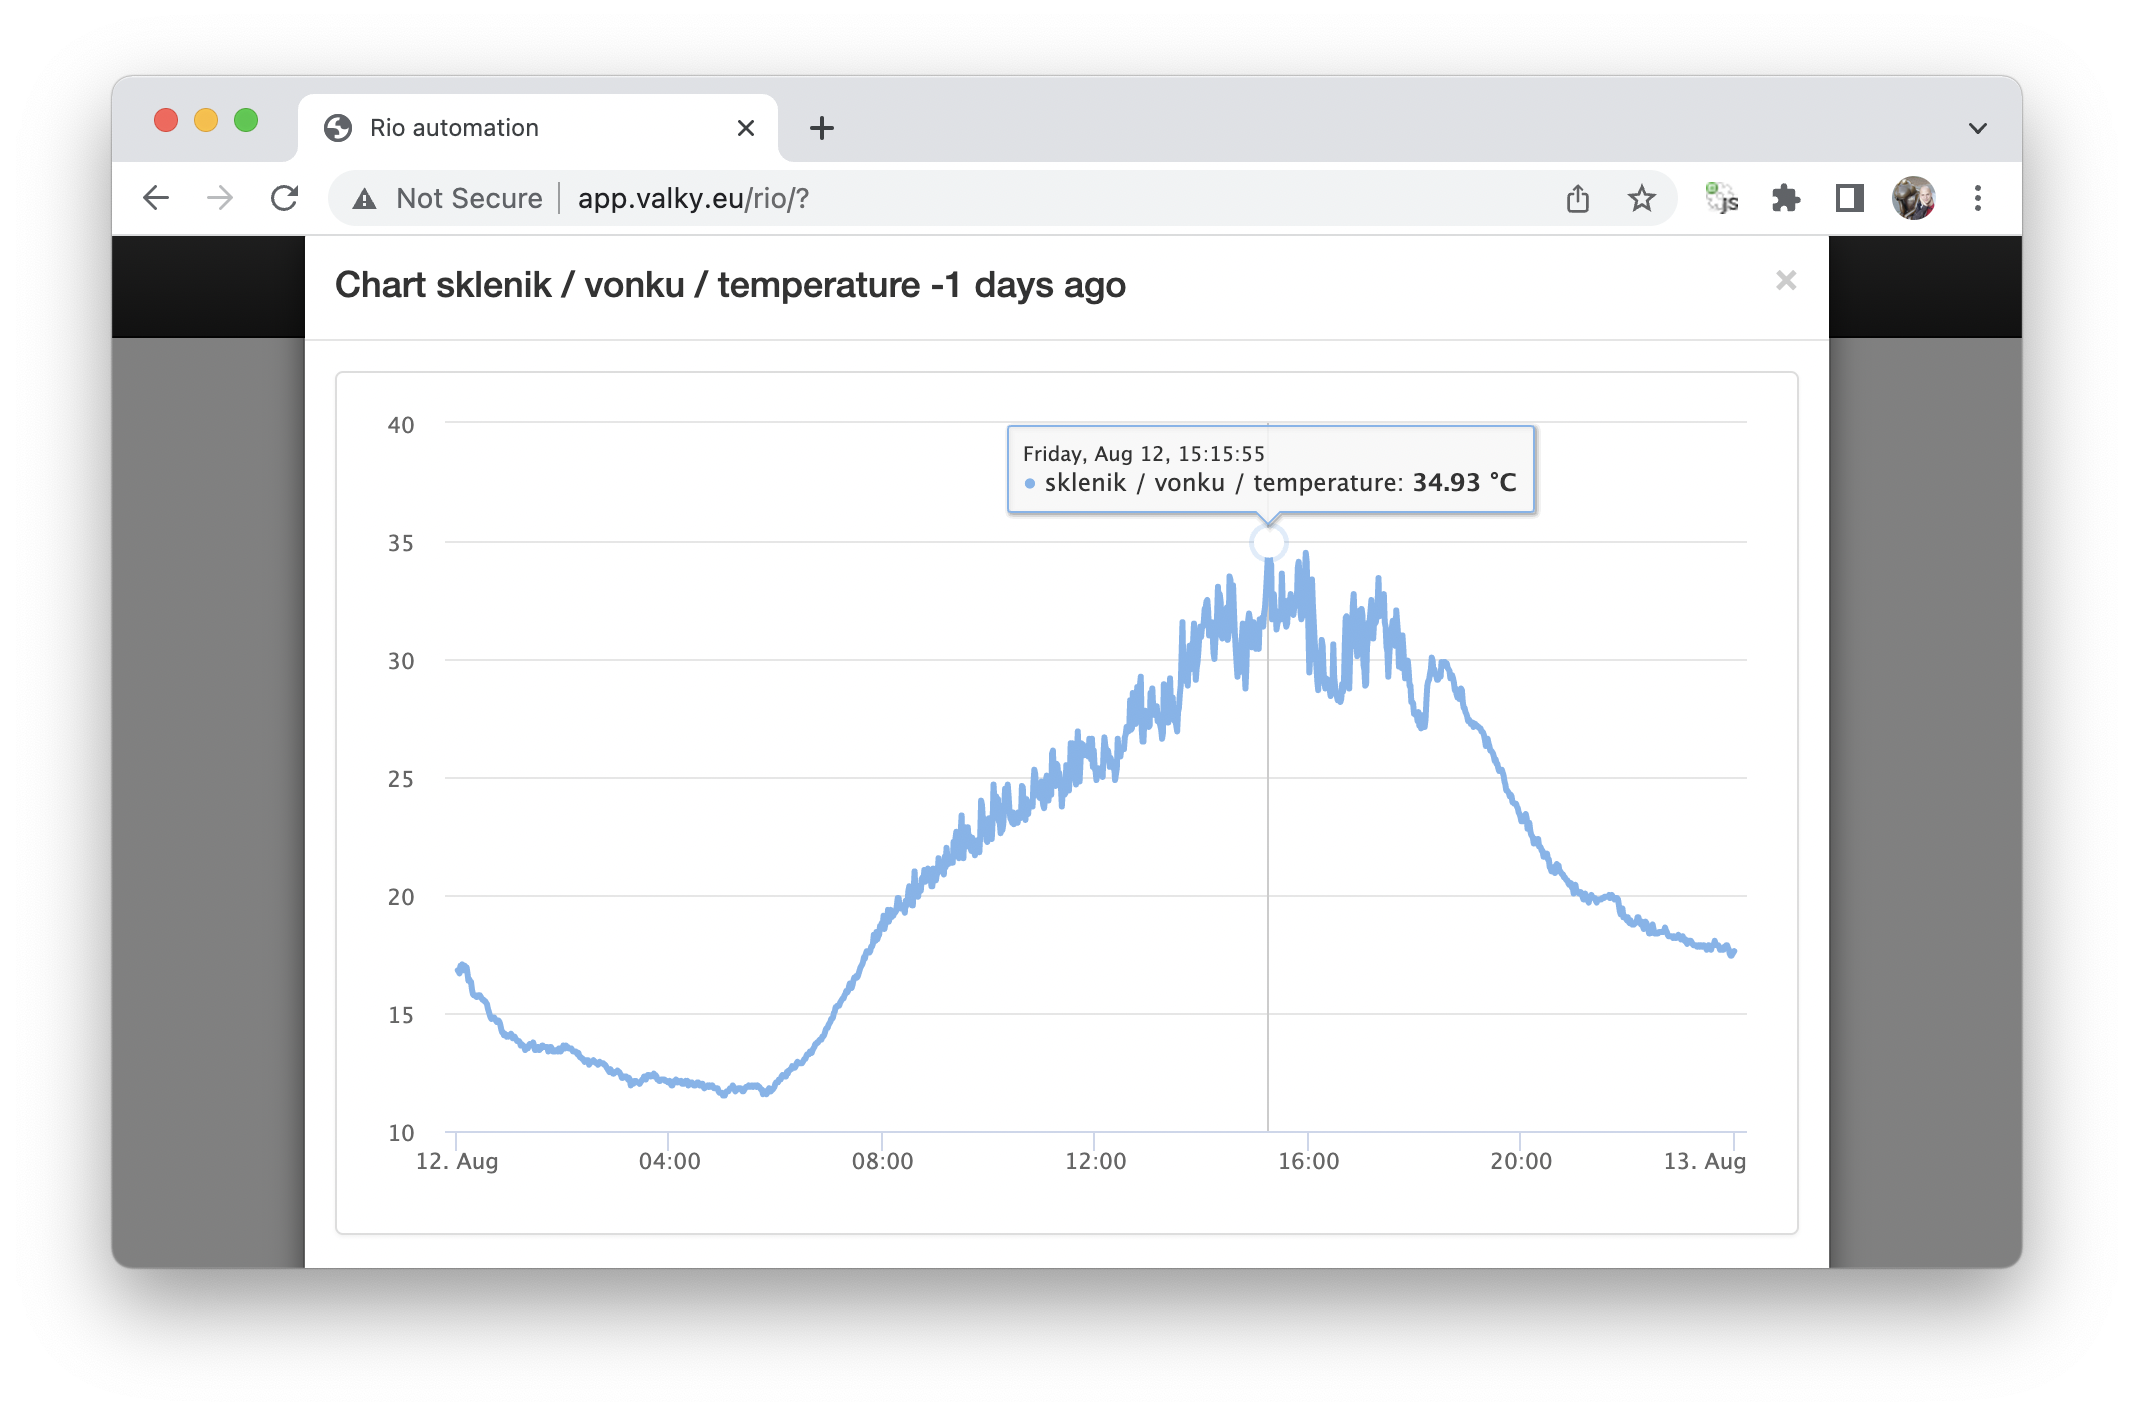 Rio automation
Not Secure app.valky.eu/rio/?
js
Chart sklenik / vonku / temperature -1 days ago
40
Friday, Aug 12, 15:15:55
sklenik / vonku / temperature: 34.93 °C
35
30
25
20
15
10
12. Aug 04:00 08:00 12:00 16:00 20:00 13. Aug